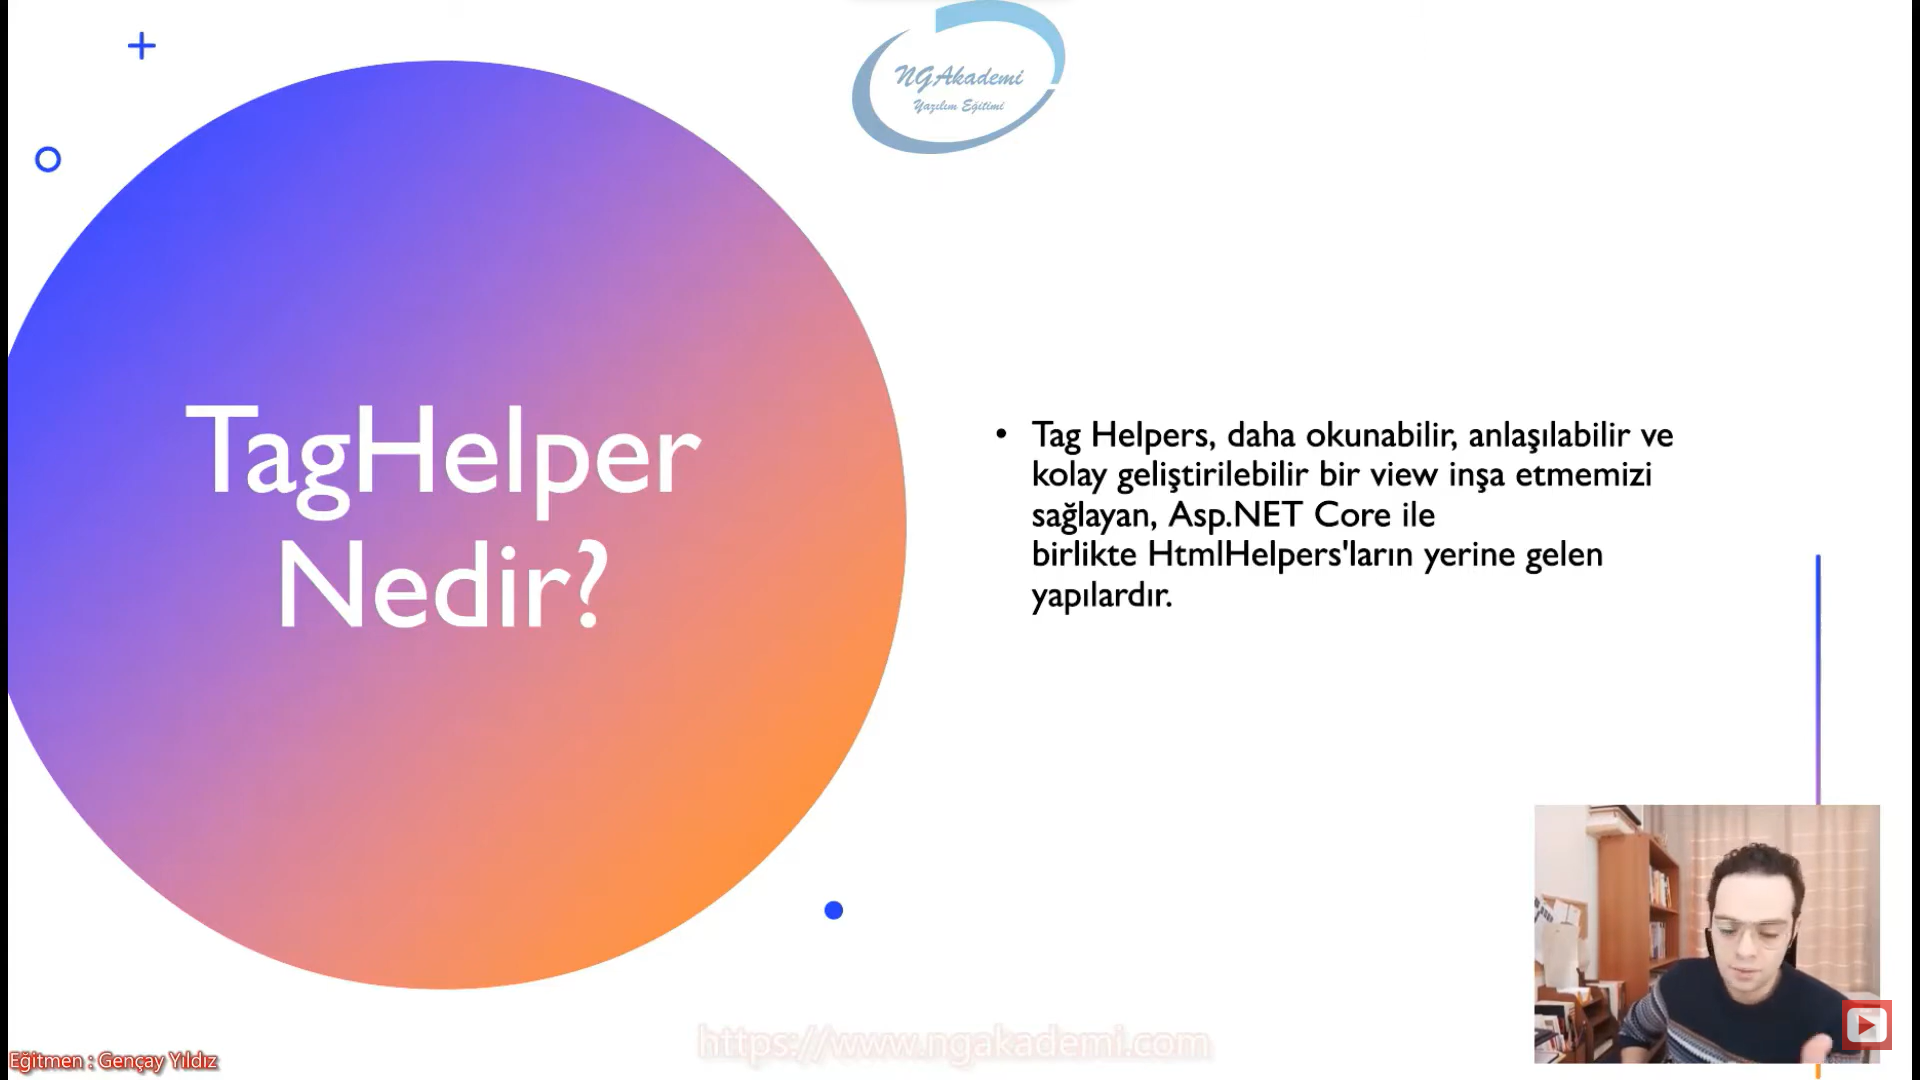 NGAkademi
Yazılım Eğitimi
TagHelper
Nedir?
• Tag Helpers, daha okunabilir, anlaşılabilir ve
kolay geliştirilebilir bir view inşa etmemizi
sağlayan, Asp.NET Core ile
birlikte HtmlHelpers'ların yerine gelen
yapılardır.
https://www.ngakademi.com
Eğitmen : Gençay Yıldız